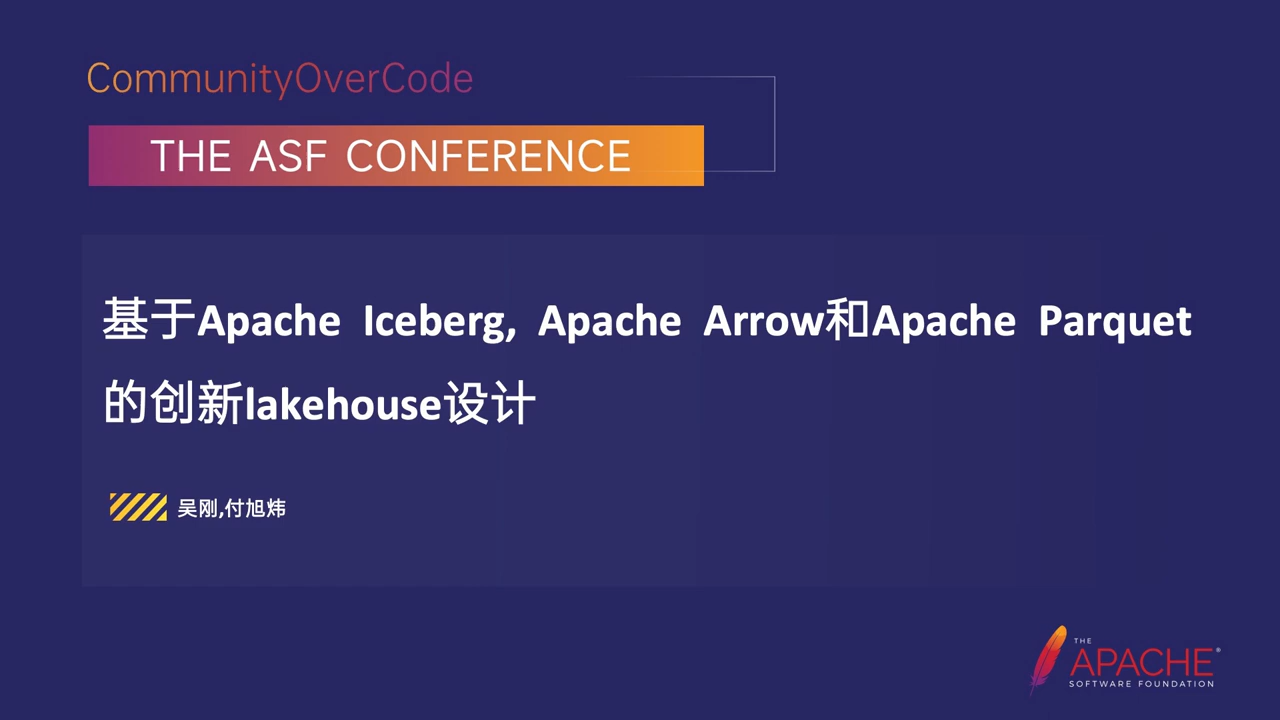 CommunityOverCode
THE ASF CONFERENCE
基于Apache Iceberg, Apache Arrow和Apache Parquet
的创新lakehouse设计
吴刚,付旭炜
THE
APACHE®
SOFTWARE FOUNDATION